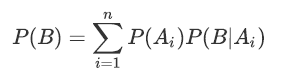 P(B) = \sum_{i=1}^{n} P(A_i)P(B|A_i)